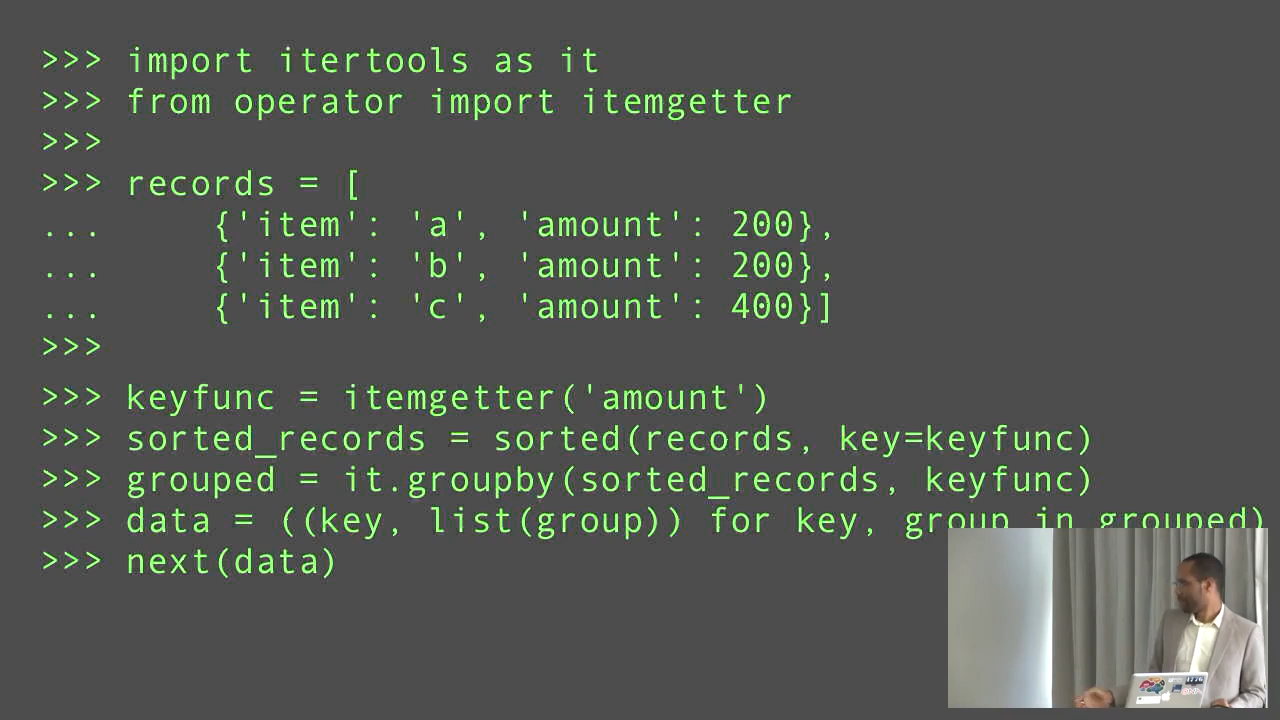 >>> import itertools as it
>>> from operator import itemgetter
>>>
>>> records = [
...     {'item': 'a', 'amount': 200},
...     {'item': 'b', 'amount': 200},
...     {'item': 'c', 'amount': 400}]
>>>
>>> keyfunc = itemgetter('amount')
>>> sorted_records = sorted(records, key=keyfunc)
>>> grouped = it.groupby(sorted_records, keyfunc)
>>> data = ((key, list(group)) for key, group in grouped)
>>> next(data)
1776